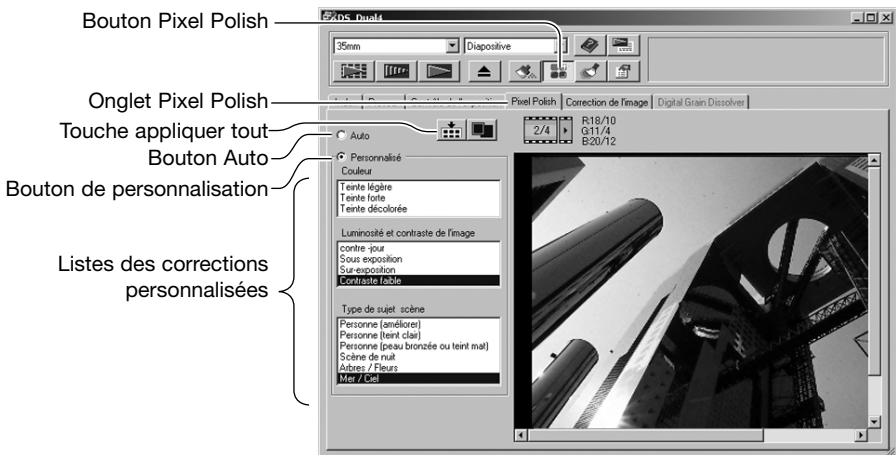 Bouton Pixel Polish
Onglet Pixel Polish
Touche appliquer tout
Bouton Auto
Bouton de personnalisation
Listes des corrections
personnalisées
DS_Dual4
35mm
Diapositive
Pixel Polish
Correction de l'image
Digital Grain Dissolver
2/4
R:18/10
G:11/4
B:20/12
Auto
Personnalisé
Couleur
Teinte légère
Teinte forte
Teinte décolorée
Luminosité et contraste de l'image
contre -jour
Sous exposition
Sur-exposition
Contraste faible
Type de sujet scène
Personne (améliorer)
Personne (teint clair)
Personne (peau bronzée ou teint mat)
Scène de nuit
Arbres / Fleurs
Mer / Ciel